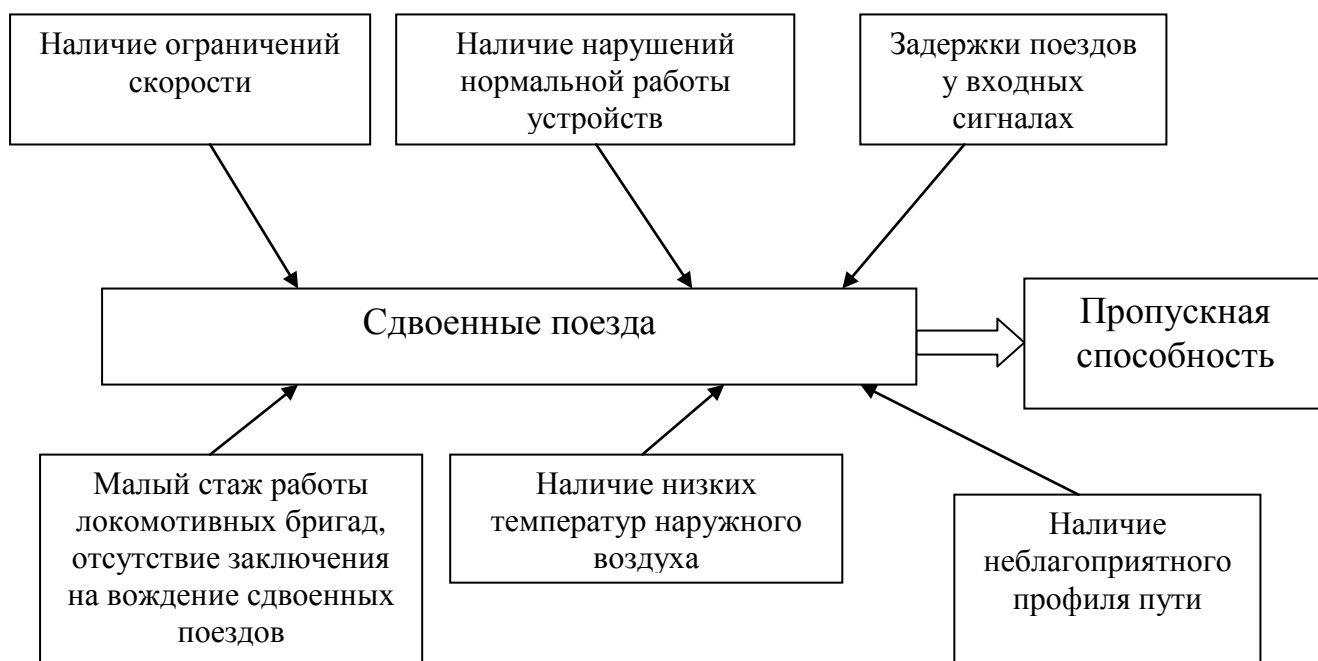 Наличие ограничений
скорости
Наличие нарушений
нормальной работы
устройств
Задержки поездов
у входных
сигналах
Сдвоенные поезда
Пропускная
способность
Малый стаж работы
локомотивных бригад,
отсутствие заключения
на вождение сдвоенных
поездов
Наличие низких
температур наружного
воздуха
Наличие
неблагоприятного
профиля пути